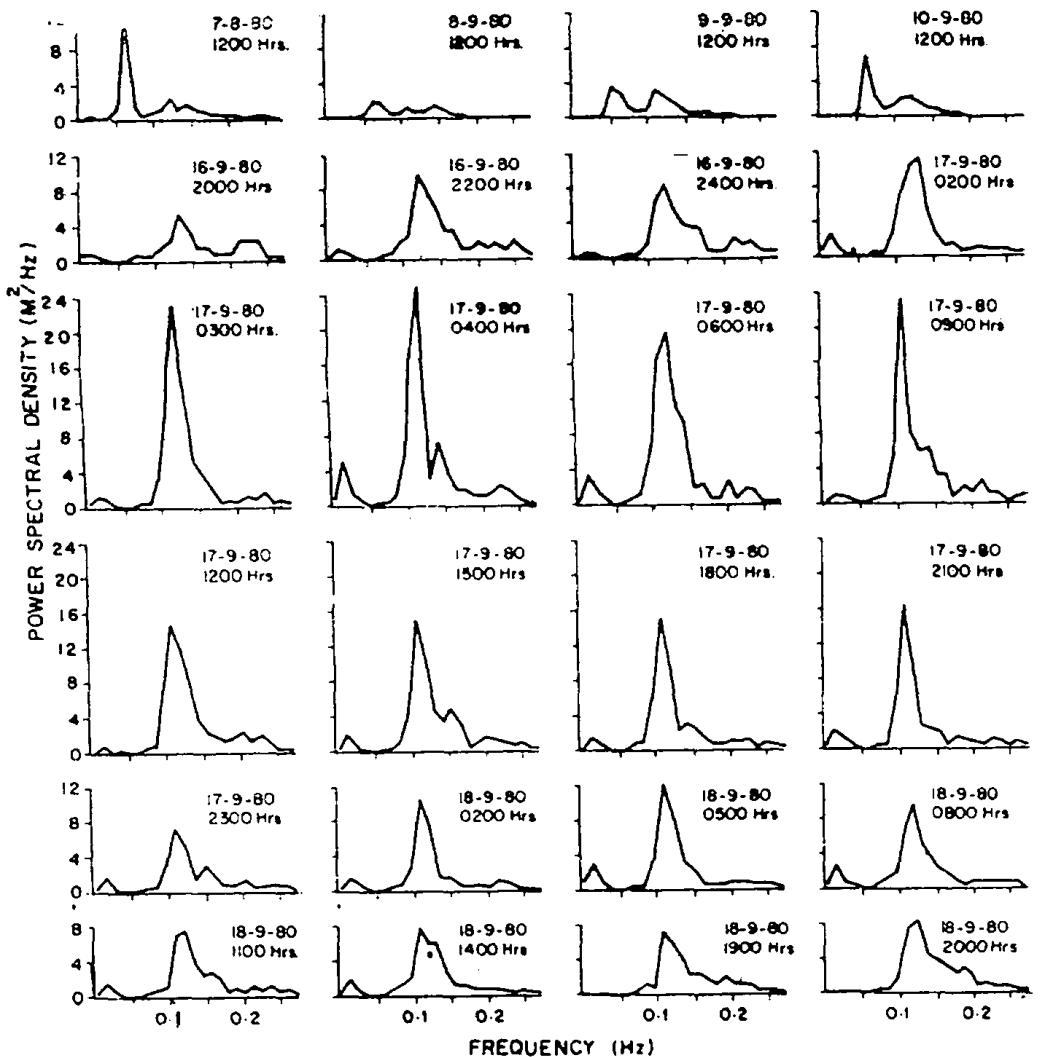 7-8-80
1200 Hrs.
8-9-80
1200 Hrs.
9-9-80
1200 Hrs.
10-9-80
1200 Hrs.
8
4
0
16-9-80
2000 Hrs.
16-9-80
2200 Hrs.
16-9-80
2400 Hrs.
17-9-80
0200 Hrs.
12
8
4
0
17-9-80
0300 Hrs.
17-9-80
0400 Hrs.
17-9-80
0600 Hrs.
17-9-80
0900 Hrs.
24
20
16
12
8
4
0
17-9-80
1200 Hrs
17-9-80
1500 Hrs
17-9-80
1800 Hrs.
17-9-80
2100 Hrs
24
20
16
12
8
4
0
17-9-80
2300 Hrs
18-9-80
0200 Hrs
18-9-80
0500 Hrs
18-9-80
0800 Hrs
12
8
4
0
18-9-80
1100 Hrs
18-9-80
1400 Hrs
18-9-80
1900 Hrs
18-9-80
2000 Hrs
8
4
0
0.1 0.2 0.1 0.2 0.1 0.2 0.1 0.2
POWER SPECTRAL DENSITY (M²/Hz)
FREQUENCY (Hz)